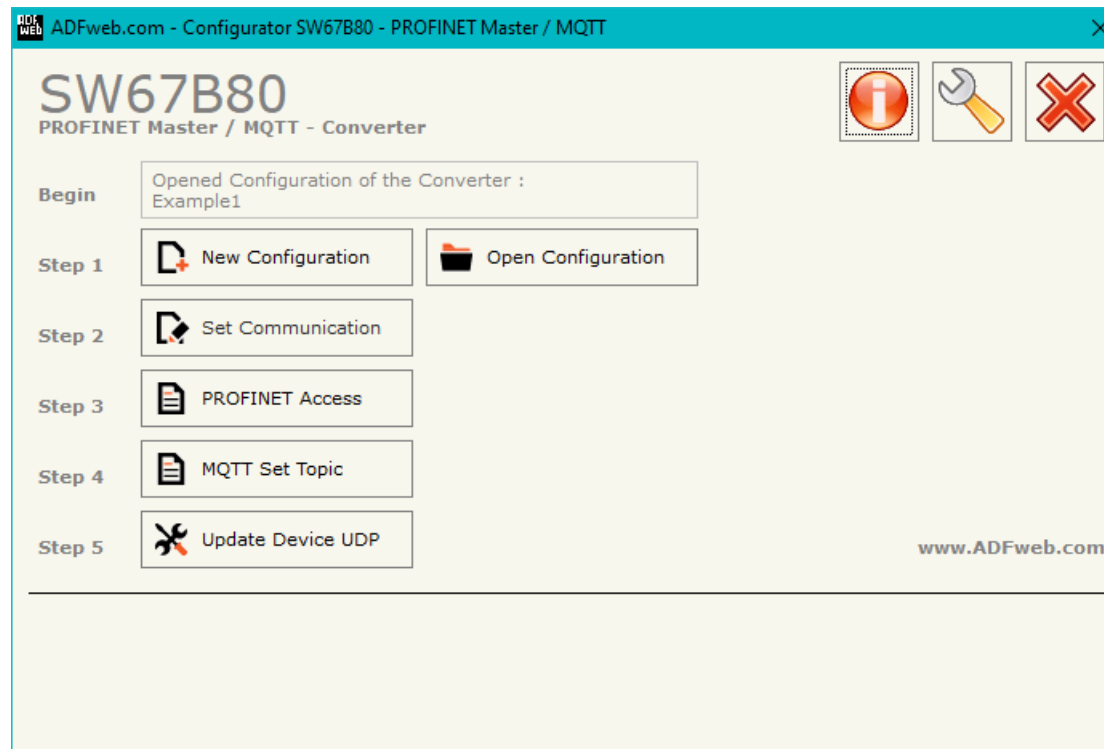 ADF WEB ADFweb.com - Configurator SW67B80 - PROFINET Master / MQTT
SW67B80
PROFINET Master / MQTT - Converter
Begin
Opened Configuration of the Converter :
Example1
Step 1
New Configuration
Open Configuration
Step 2
Set Communication
Step 3
PROFINET Access
Step 4
MQTT Set Topic
Step 5
Update Device UDP
www.ADFweb.com